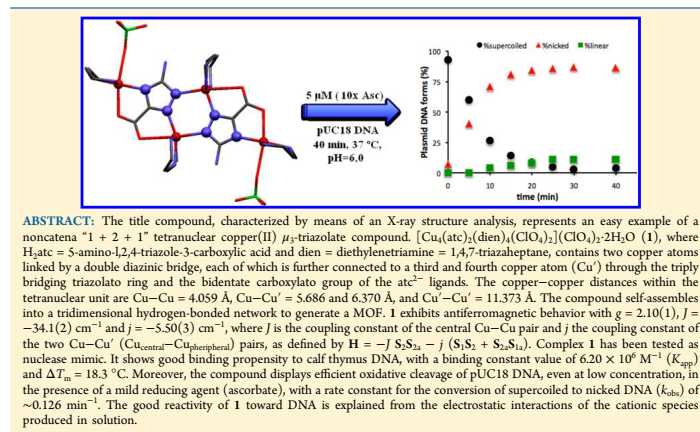 5 µM ( 10x Asc)
pUC18 DNA
40 min, 37 °C,
pH=6.0
●%supercoiled ▲%nicked ■%linear
Plasmid DNA forms (%)
100
75
50
25
0
0 10 20 30 40
time (min)
ABSTRACT: The title compound, characterized by means of an X-ray structure analysis, represents an easy example of a
noncatena “1 + 2 + 1” tetranuclear copper(II) μ₃-triazolate compound. [Cu₄(atc)₂(dien)₄(ClO₄)₂](ClO₄)₂·2H₂O (1), where
H₂atc = 5-amino-1,2,4-triazole-3-carboxylic acid and dien = diethylenetriamine = 1,4,7-triazaheptane, contains two copper atoms
linked by a double diazinic bridge, each of which is further connected to a third and fourth copper atom (Cu′) through the triply
bridging triazolato ring and the bidentate carboxylato group of the atc²⁻ ligands. The copper−copper distances within the
tetranuclear unit are Cu−Cu = 4.059 Å, Cu−Cu′ = 5.686 and 6.370 Å, and Cu′−Cu′ = 11.373 Å. The compound self-assembles
into a tridimensional hydrogen-bonded network to generate a MOF. 1 exhibits antiferromagnetic behavior with g = 2.10(1), J =
−34.1(2) cm⁻¹ and j = −5.50(3) cm⁻¹, where J is the coupling constant of the central Cu−Cu pair and j the coupling constant of
the two Cu−Cu′ (Cu_central−Cu_pheripheral) pairs, as defined by H = −J S₂S₂ₐ − j (S₁S₂ + S₂ₐS₁ₐ). Complex 1 has been tested as
nuclease mimic. It shows good binding propensity to calf thymus DNA, with a binding constant value of 6.20 × 10⁶ M⁻¹ (K_app)
and ΔT_m = 18.3 °C. Moreover, the compound displays efficient oxidative cleavage of pUC18 DNA, even at low concentration, in
the presence of a mild reducing agent (ascorbate), with a rate constant for the conversion of supercoiled to nicked DNA (k_obs) of
∼0.126 min⁻¹. The good reactivity of 1 toward DNA is explained from the electrostatic interactions of the cationic species
produced in solution.